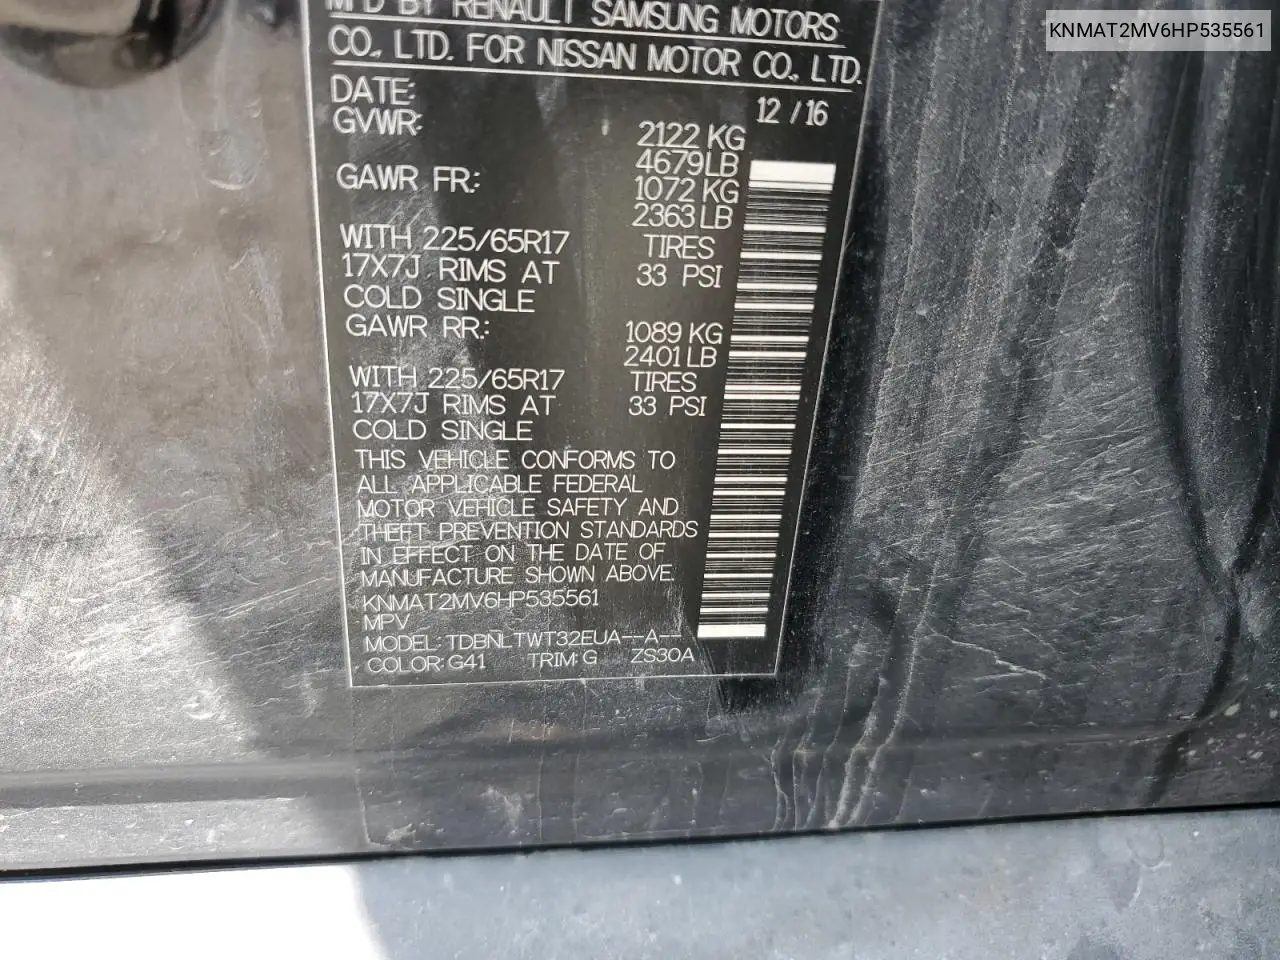 KNMAT2MV6HP535561
M'FD BY RENAULT SAMSUNG MOTORS
CO., LTD. FOR NISSAN MOTOR CO., LTD.
DATE: 12 / 16
GVWR: 2122 KG
4679 LB
GAWR FR.: 1072 KG
2363 LB
WITH 225/65R17 TIRES
17X7J RIMS AT 33 PSI
COLD SINGLE
GAWR RR.: 1089 KG
2401 LB
WITH 225/65R17 TIRES
17X7J RIMS AT 33 PSI
COLD SINGLE
THIS VEHICLE CONFORMS TO
ALL APPLICABLE FEDERAL
MOTOR VEHICLE SAFETY AND
THEFT PREVENTION STANDARDS
IN EFFECT ON THE DATE OF
MANUFACTURE SHOWN ABOVE.
KNMAT2MV6HP535561
MPV
MODEL: TDBNLTWT32EUA--A--
COLOR: G41 TRIM: G ZS30A